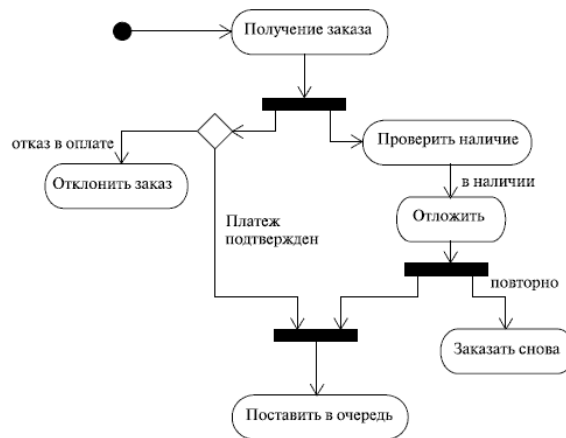 Получение заказа
отказ в оплате
Проверить наличие
Отклонить заказ
в наличии
Отложить
Платеж
подтвержден
повторно
Заказать снова
Поставить в очередь